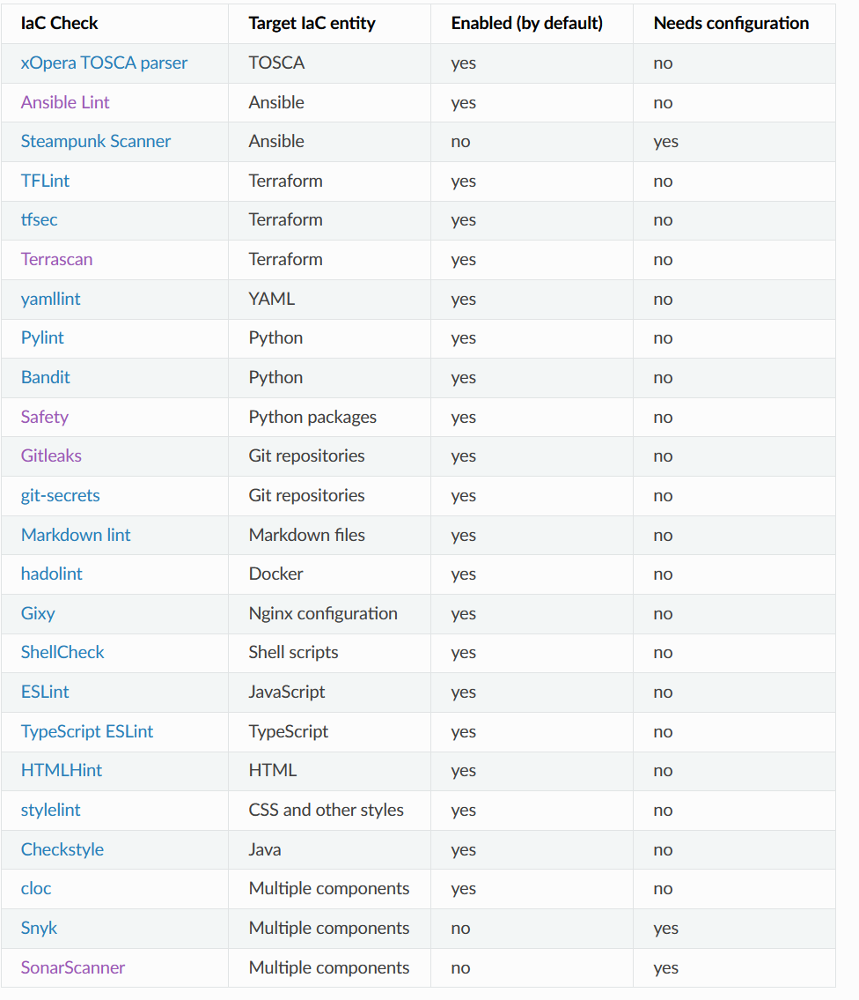 IaC Check Target IaC entity Enabled (by default) Needs configuration
xOpera TOSCA parser TOSCA yes no
Ansible Lint Ansible yes no
Steampunk Scanner Ansible no yes
TFLint Terraform yes no
tfsec Terraform yes no
Terrascan Terraform yes no
yamllint YAML yes no
Pylint Python yes no
Bandit Python yes no
Safety Python packages yes no
Gitleaks Git repositories yes no
git-secrets Git repositories yes no
Markdown lint Markdown files yes no
hadolint Docker yes no
Gixy Nginx configuration yes no
ShellCheck Shell scripts yes no
ESLint JavaScript yes no
TypeScript ESLint TypeScript yes no
HTMLHint HTML yes no
stylelint CSS and other styles yes no
Checkstyle Java yes no
cloc Multiple components yes no
Snyk Multiple components no yes
SonarScanner Multiple components no yes